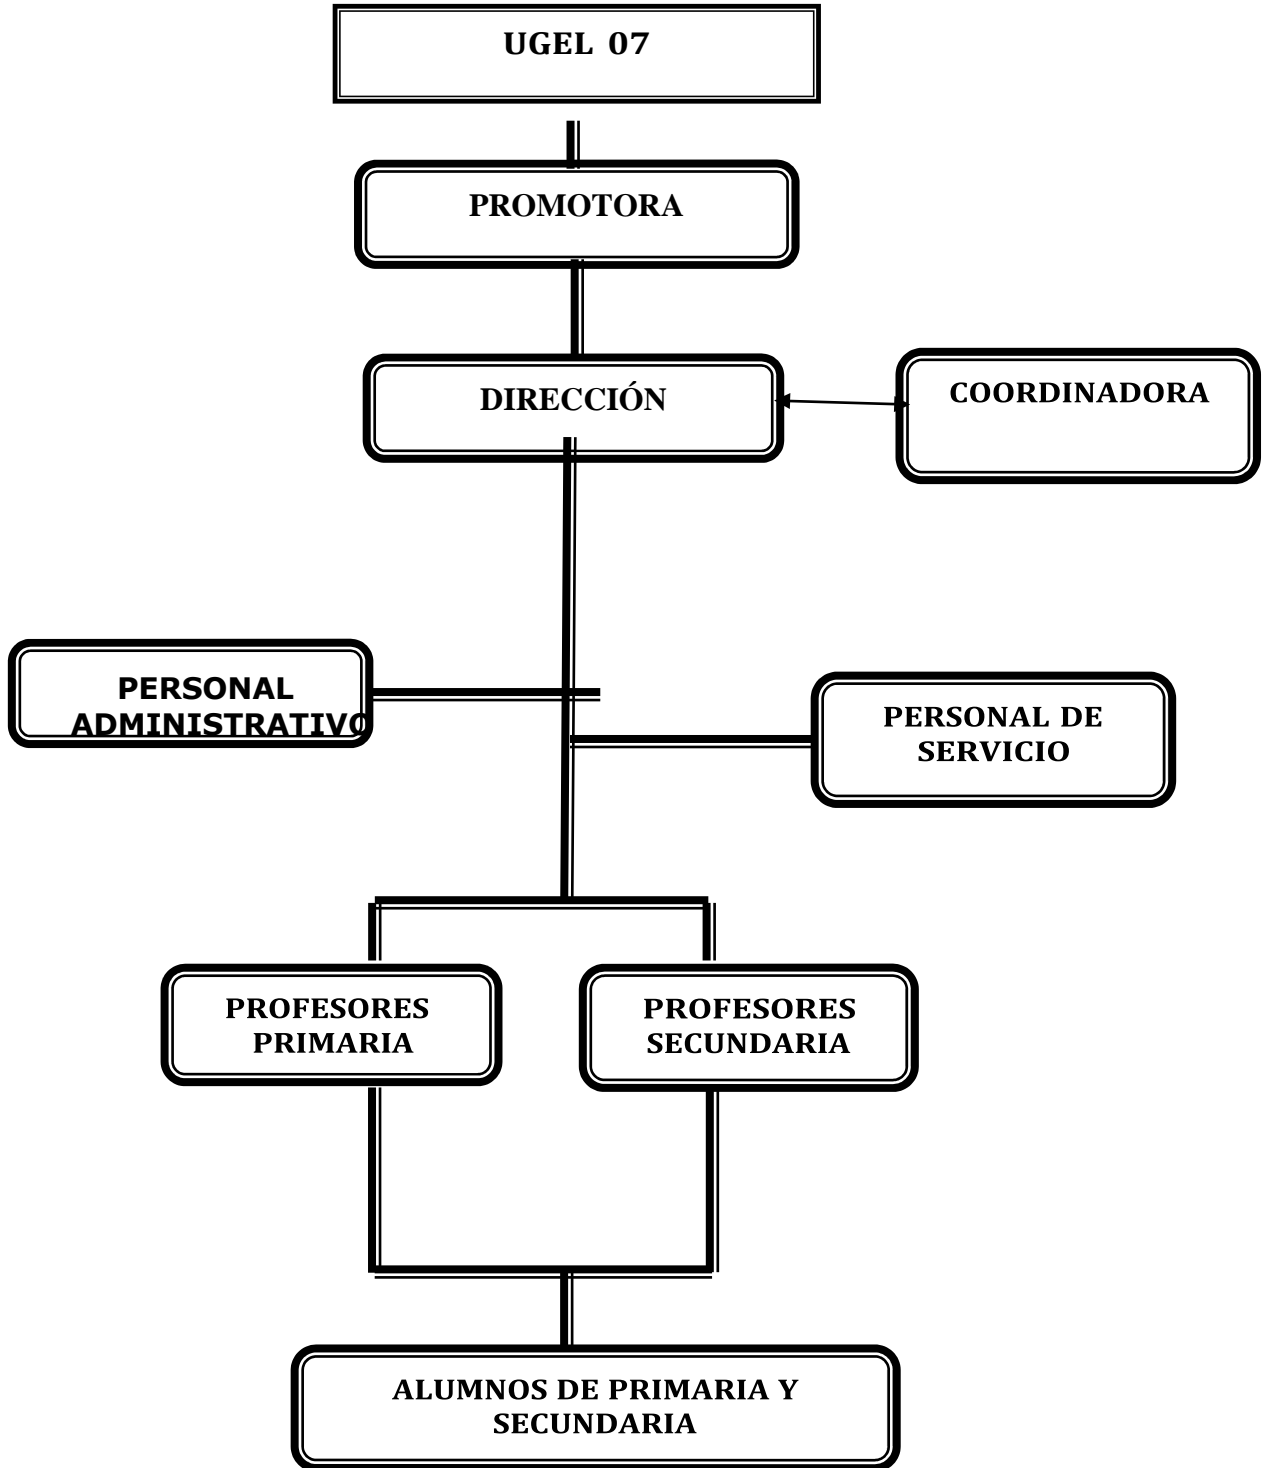 UGEL 07
PROMOTORA
DIRECCIÓN
COORDINADORA
PERSONAL
ADMINISTRATIVO
PERSONAL DE
SERVICIO
PROFESORES
PRIMARIA
PROFESORES
SECUNDARIA
ALUMNOS DE PRIMARIA Y
SECUNDARIA